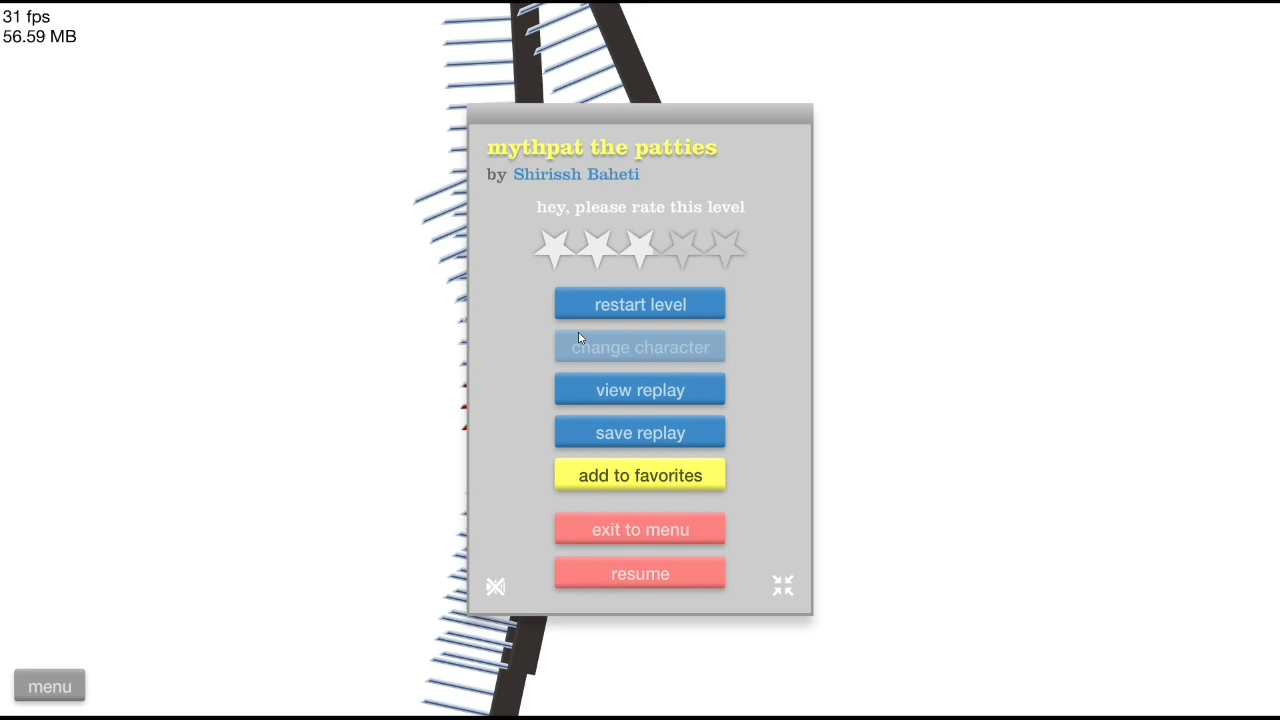 31 fps
56.59 MB
mythpat the patties
by Shirissh Baheti
hey, please rate this level
restart level
change character
view replay
save replay
add to favorites
exit to menu
resume
menu